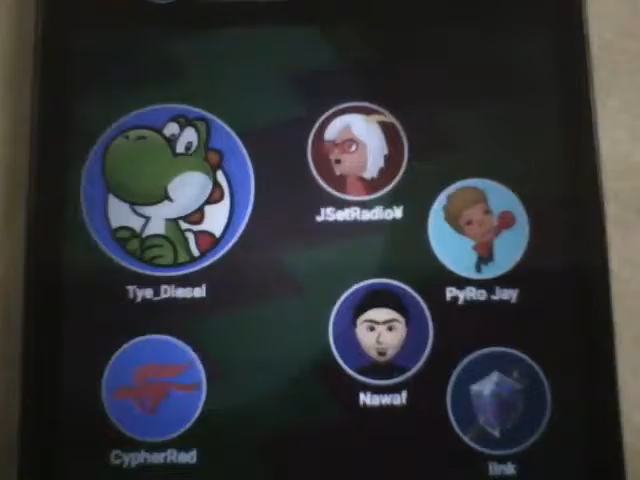 JSetRadio¥
Tye_Diesel
PyRo Jay
Nawaf
CypherRed
link